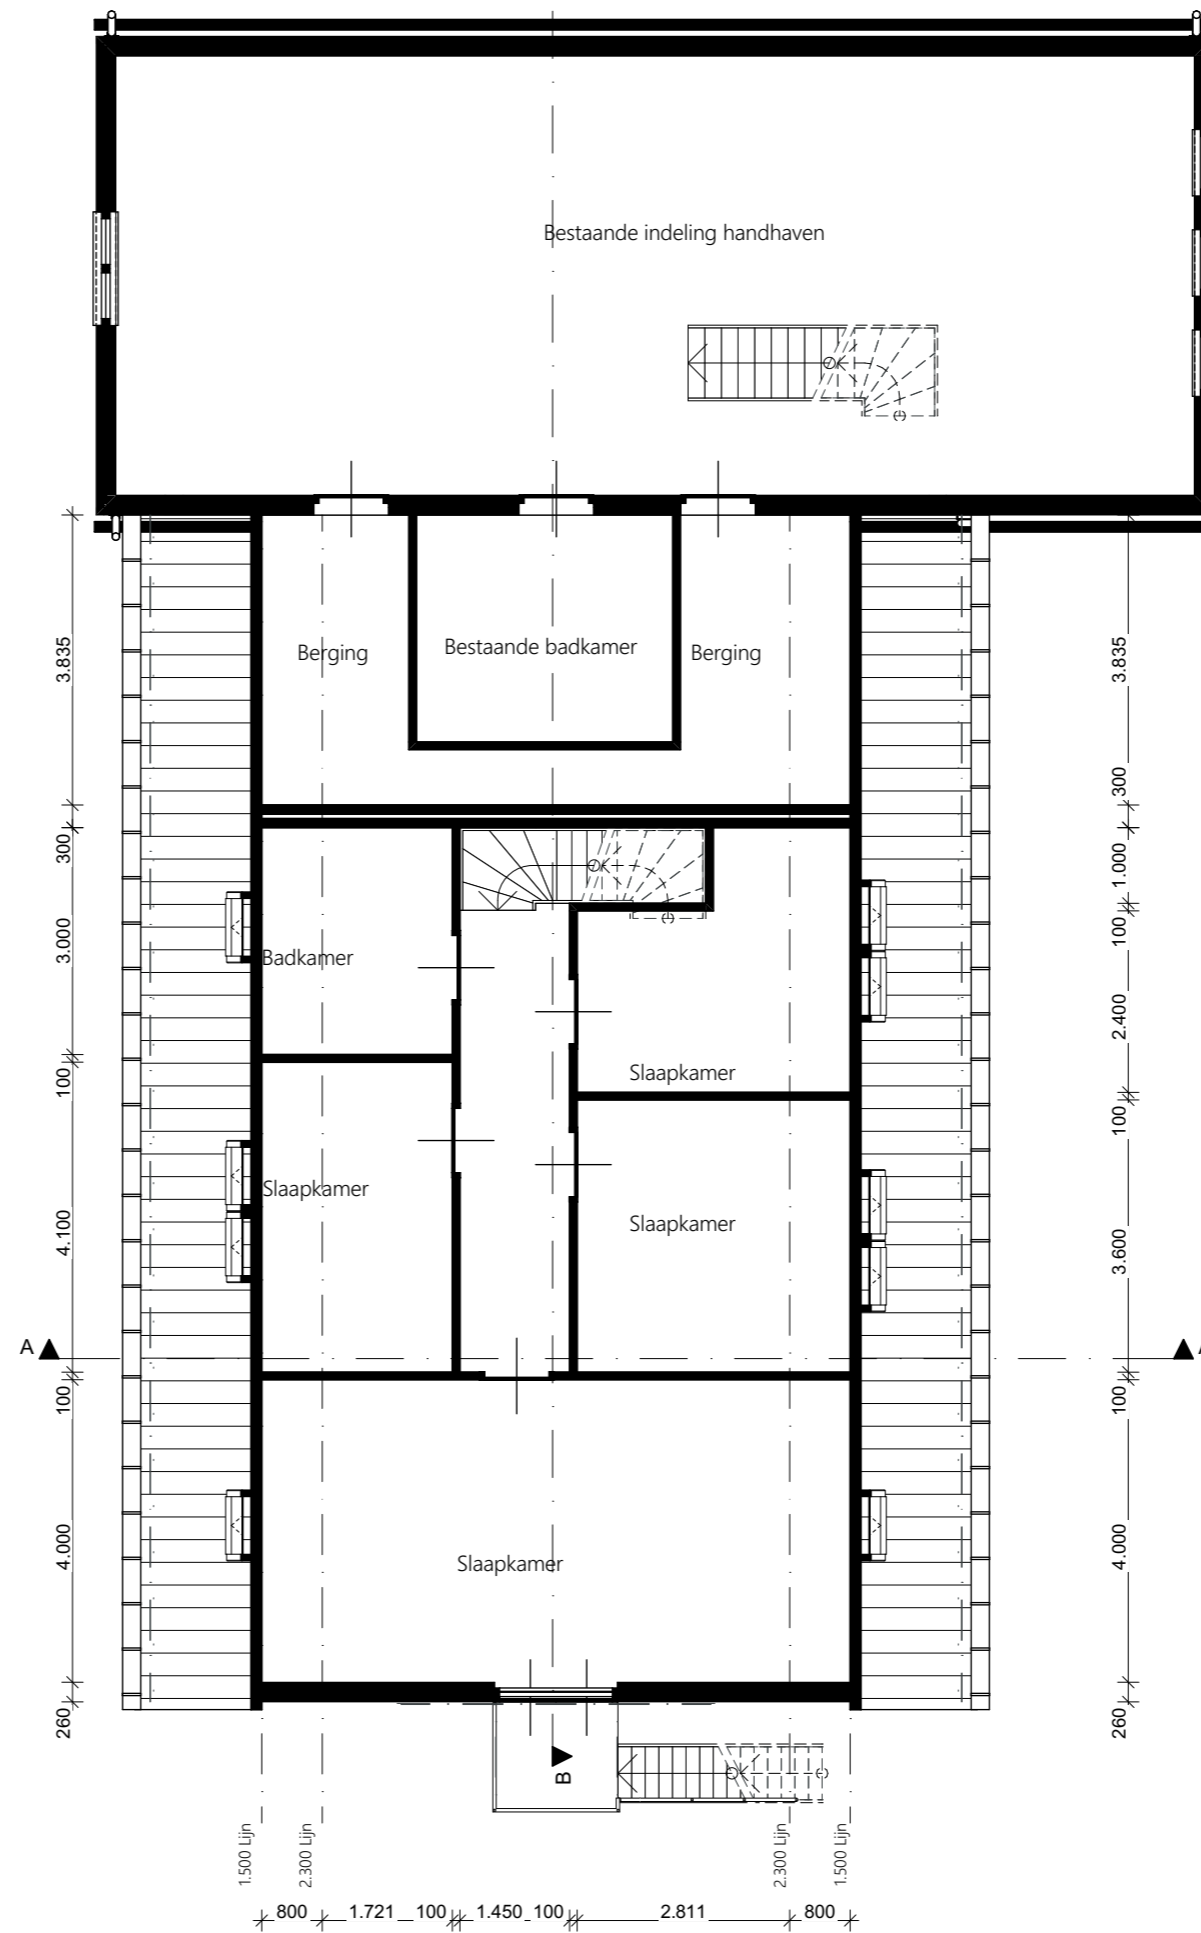 Bestaande indeling handhaven
Berging
Bestaande badkamer
Berging
Badkamer
Slaapkamer
Slaapkamer
Slaapkamer
Slaapkamer
3.835
300
3.000
100
4.100
100
4.000
260
3.835
300
1.000
100
2.400
100
3.600
100
4.000
260
A
B
1.500 Lijn
2.300 Lijn
2.300 Lijn
1.500 Lijn
800 1.721 100 1.450 100 2.811 800